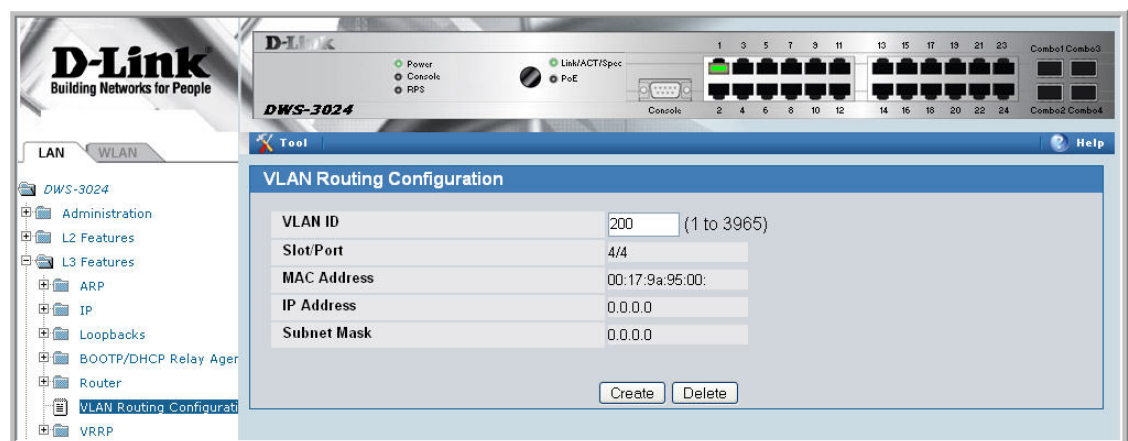 D-Link
Building Networks for People
D-Link
Power
Console
RPS
Link/ACT/Spec
PoE
DWS-3024
Console
1 3 5 7 9 11 13 15 17 19 21 23 Combo1 Combo3
2 4 6 8 10 12 14 16 18 20 22 24 Combo2 Combo4
LAN WLAN
Tool Help
DWS-3024
Administration
L2 Features
L3 Features
ARP
IP
Loopbacks
BOOTP/DHCP Relay Agen
Router
VLAN Routing Configurati
VRRP
VLAN Routing Configuration
VLAN ID 200 (1 to 3965)
Slot/Port 4/4
MAC Address 00:17:9a:95:00:
IP Address 0.0.0.0
Subnet Mask 0.0.0.0
Create Delete